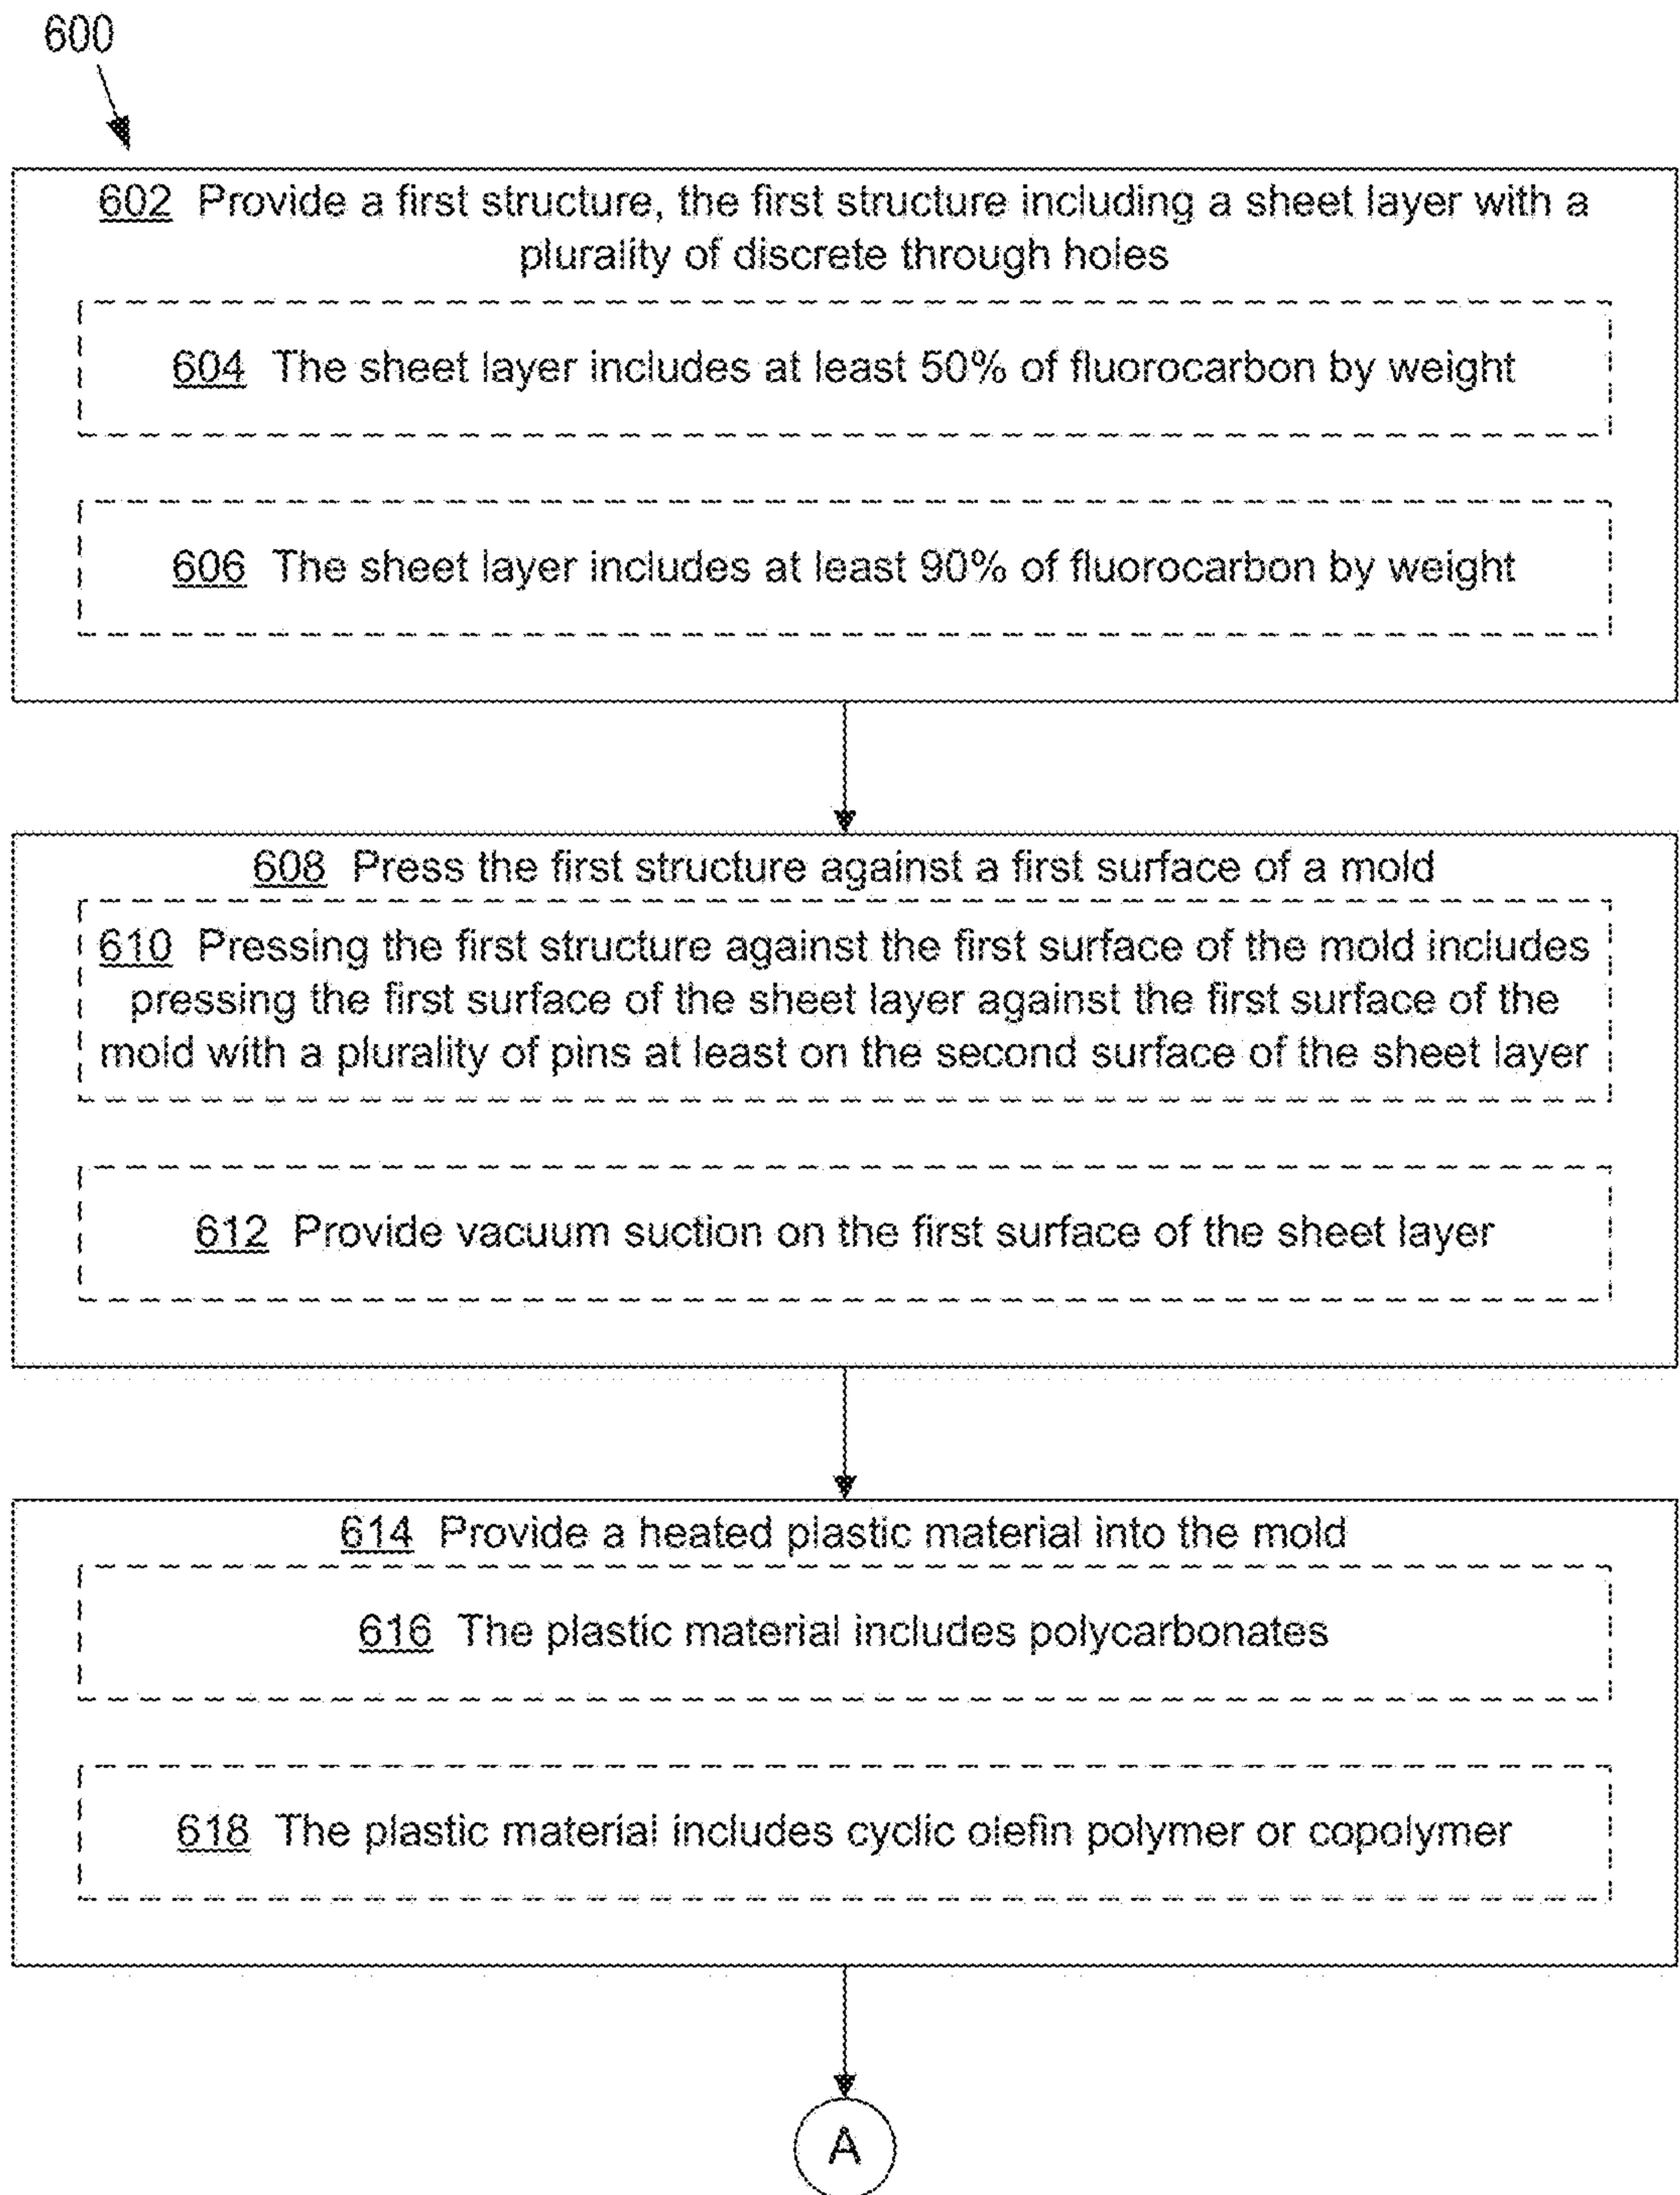 600
602 Provide a first structure, the first structure including a sheet layer with a
plurality of discrete through holes
604 The sheet layer includes at least 50% of fluorocarbon by weight
606 The sheet layer includes at least 90% of fluorocarbon by weight
608 Press the first structure against a first surface of a mold
610 Pressing the first structure against the first surface of the mold includes
pressing the first surface of the sheet layer against the first surface of the
mold with a plurality of pins at least on the second surface of the sheet layer
612 Provide vacuum suction on the first surface of the sheet layer
614 Provide a heated plastic material into the mold
616 The plastic material includes polycarbonates
618 The plastic material includes cyclic olefin polymer or copolymer
A